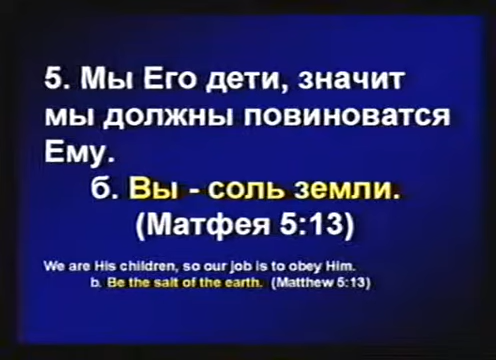 5. Мы Его дети, значит
мы должны повиноватся
Ему.
б. Вы - соль земли.
(Матфея 5:13)
We are His children, so our job is to obey Him.
b. Be the salt of the earth. (Matthew 5:13)